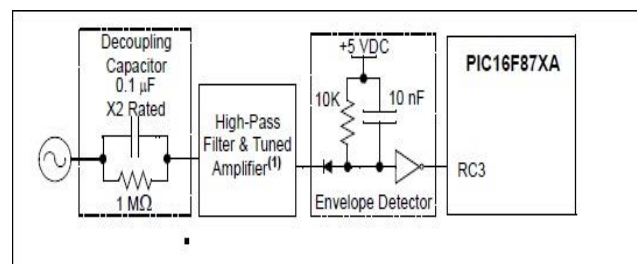 Decoupling
Capacitor
0.1 μF
X2 Rated
1 MΩ
High-Pass
Filter & Tuned
Amplifier(1)
+5 VDC
10K
10 nF
Envelope Detector
PIC16F87XA
RC3